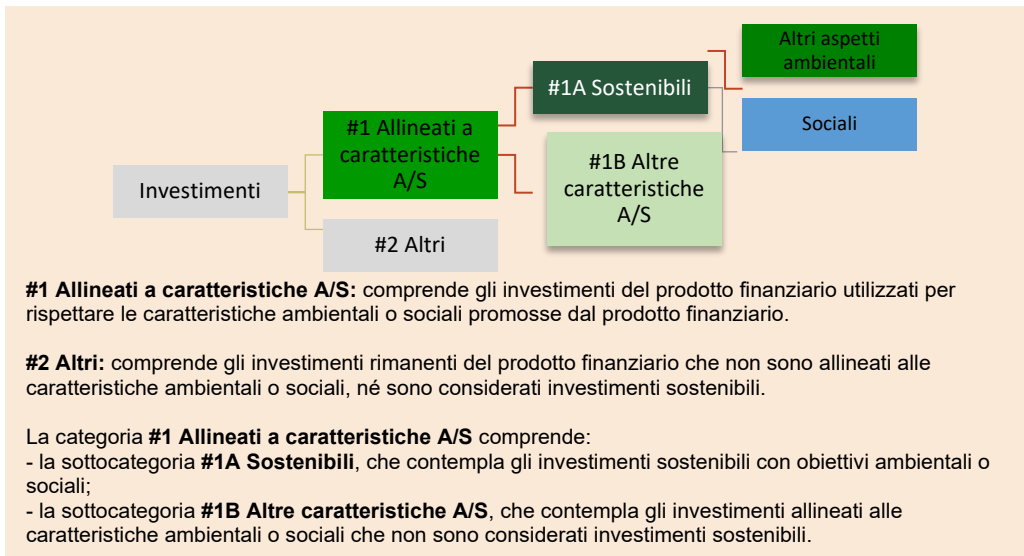 Altri aspetti
ambientali
#1A Sostenibili
Sociali
#1 Allineati a
caratteristiche
A/S
#1B Altre
caratteristiche
A/S
Investimenti
#2 Altri
#1 Allineati a caratteristiche A/S: comprende gli investimenti del prodotto finanziario utilizzati per
rispettare le caratteristiche ambientali o sociali promosse dal prodotto finanziario.
#2 Altri: comprende gli investimenti rimanenti del prodotto finanziario che non sono allineati alle
caratteristiche ambientali o sociali, né sono considerati investimenti sostenibili.
La categoria #1 Allineati a caratteristiche A/S comprende:
- la sottocategoria #1A Sostenibili, che contempla gli investimenti sostenibili con obiettivi ambientali o
sociali;
- la sottocategoria #1B Altre caratteristiche A/S, che contempla gli investimenti allineati alle
caratteristiche ambientali o sociali che non sono considerati investimenti sostenibili.